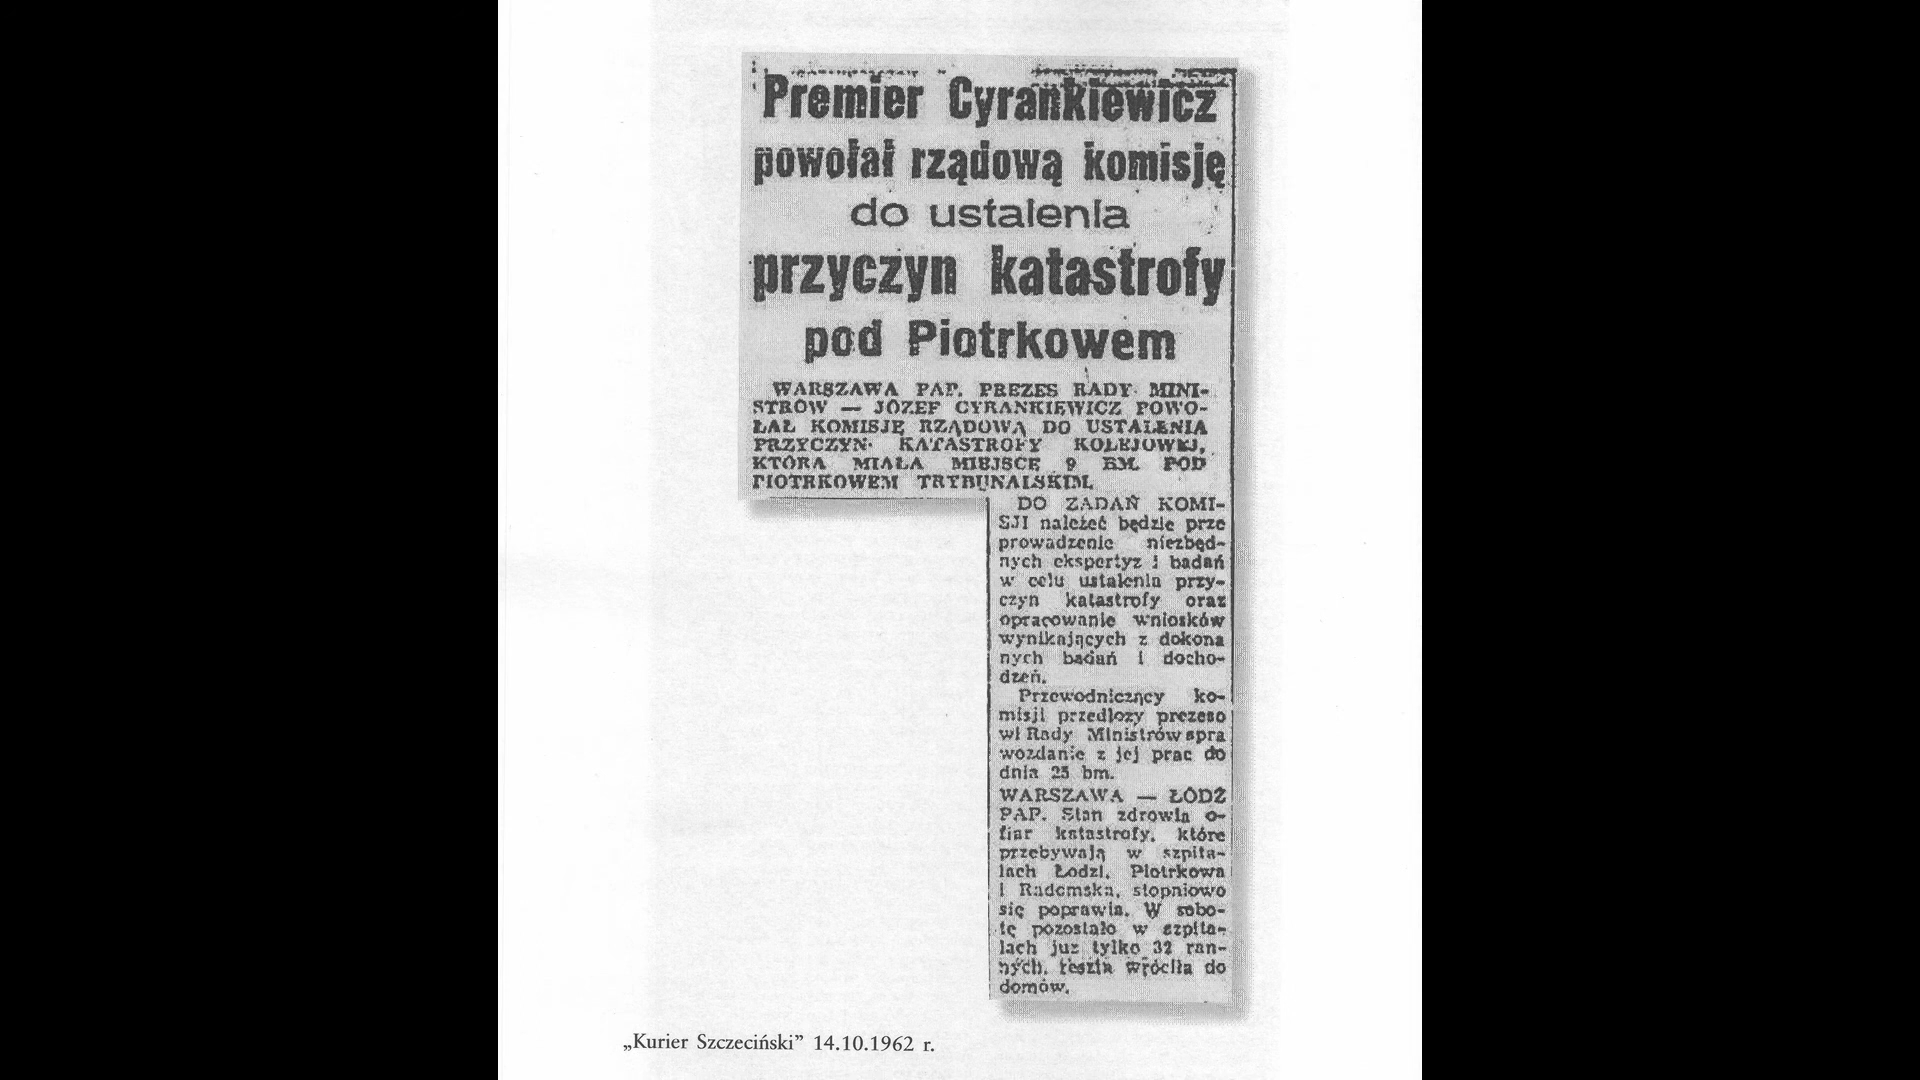 Premier Cyrankiewicz
powołał rządową komisję
do ustalenia
przyczyn katastrofy
pod Piotrkowem
WARSZAWA PAP. PREZES RADY MINI-
STRÓW — JÓZEF CYRANKIEWICZ POWO-
ŁAŁ KOMISJĘ RZĄDOWĄ DO USTALENIA
PRZYCZYN KATASTROFY KOLEJOWEJ,
KTÓRA MIAŁA MIEJSCE 9 BM. POD
PIOTRKOWEM TRYBUNALSKIM.
DO ZADAŃ KOMI-
SJI należeć będzie prze
prowadzenie niezbęd-
nych ekspertyz i badań
w celu ustalenia przy-
czyn katastrofy oraz
opracowanie wniosków
wynikających z dokona
nych badań i docho-
dzeń.
Przewodniczący ko-
misji przedłoży prezeso
wi Rady Ministrów spra
wozdanie z jej prac do
dnia 25 bm.
WARSZAWA — ŁÓDŹ
PAP. Stan zdrowia o-
fiar katastrofy, które
przebywają w szpita-
lach Łodzi, Piotrkowa
i Radomska, stopniowo
się poprawia. W sobo-
tę pozostało w szpita-
lach już tylko 32 ran-
nych, reszta wróciła do
domów.
„Kurier Szczeciński” 14.10.1962 r.